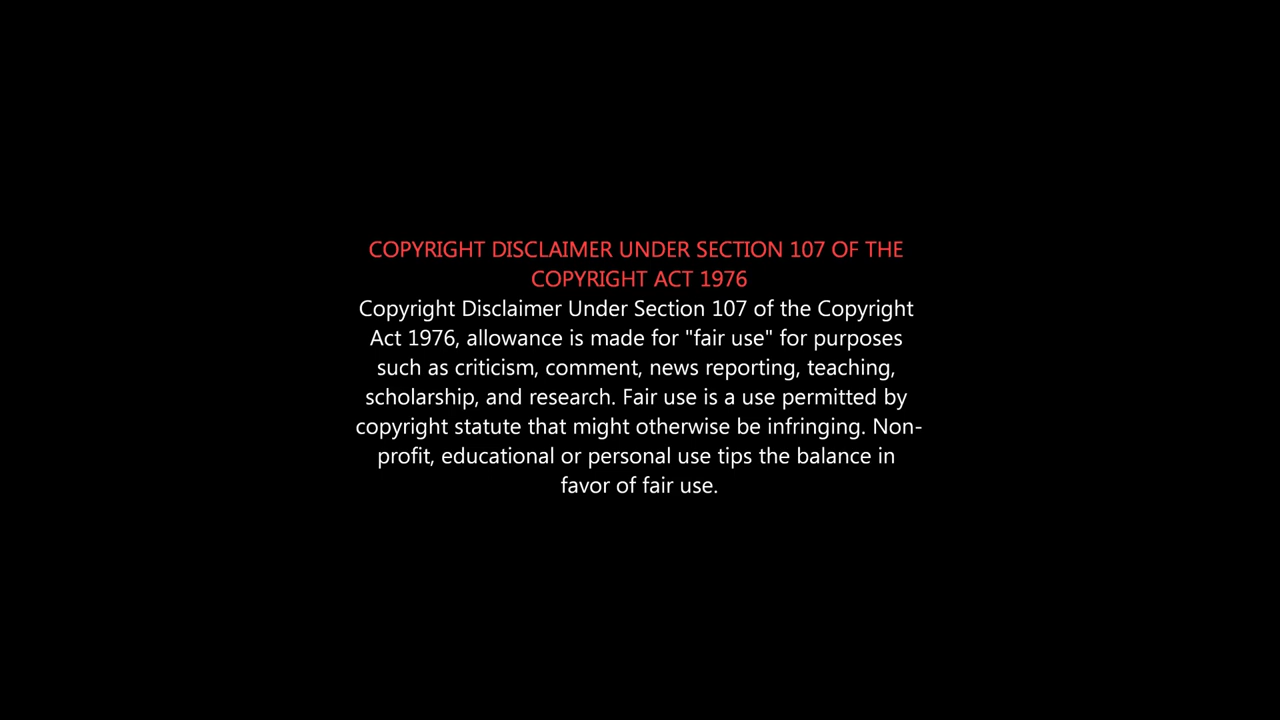 COPYRIGHT DISCLAIMER UNDER SECTION 107 OF THE
COPYRIGHT ACT 1976
Copyright Disclaimer Under Section 107 of the Copyright
Act 1976, allowance is made for "fair use" for purposes
such as criticism, comment, news reporting, teaching,
scholarship, and research. Fair use is a use permitted by
copyright statute that might otherwise be infringing. Non-
profit, educational or personal use tips the balance in
favor of fair use.